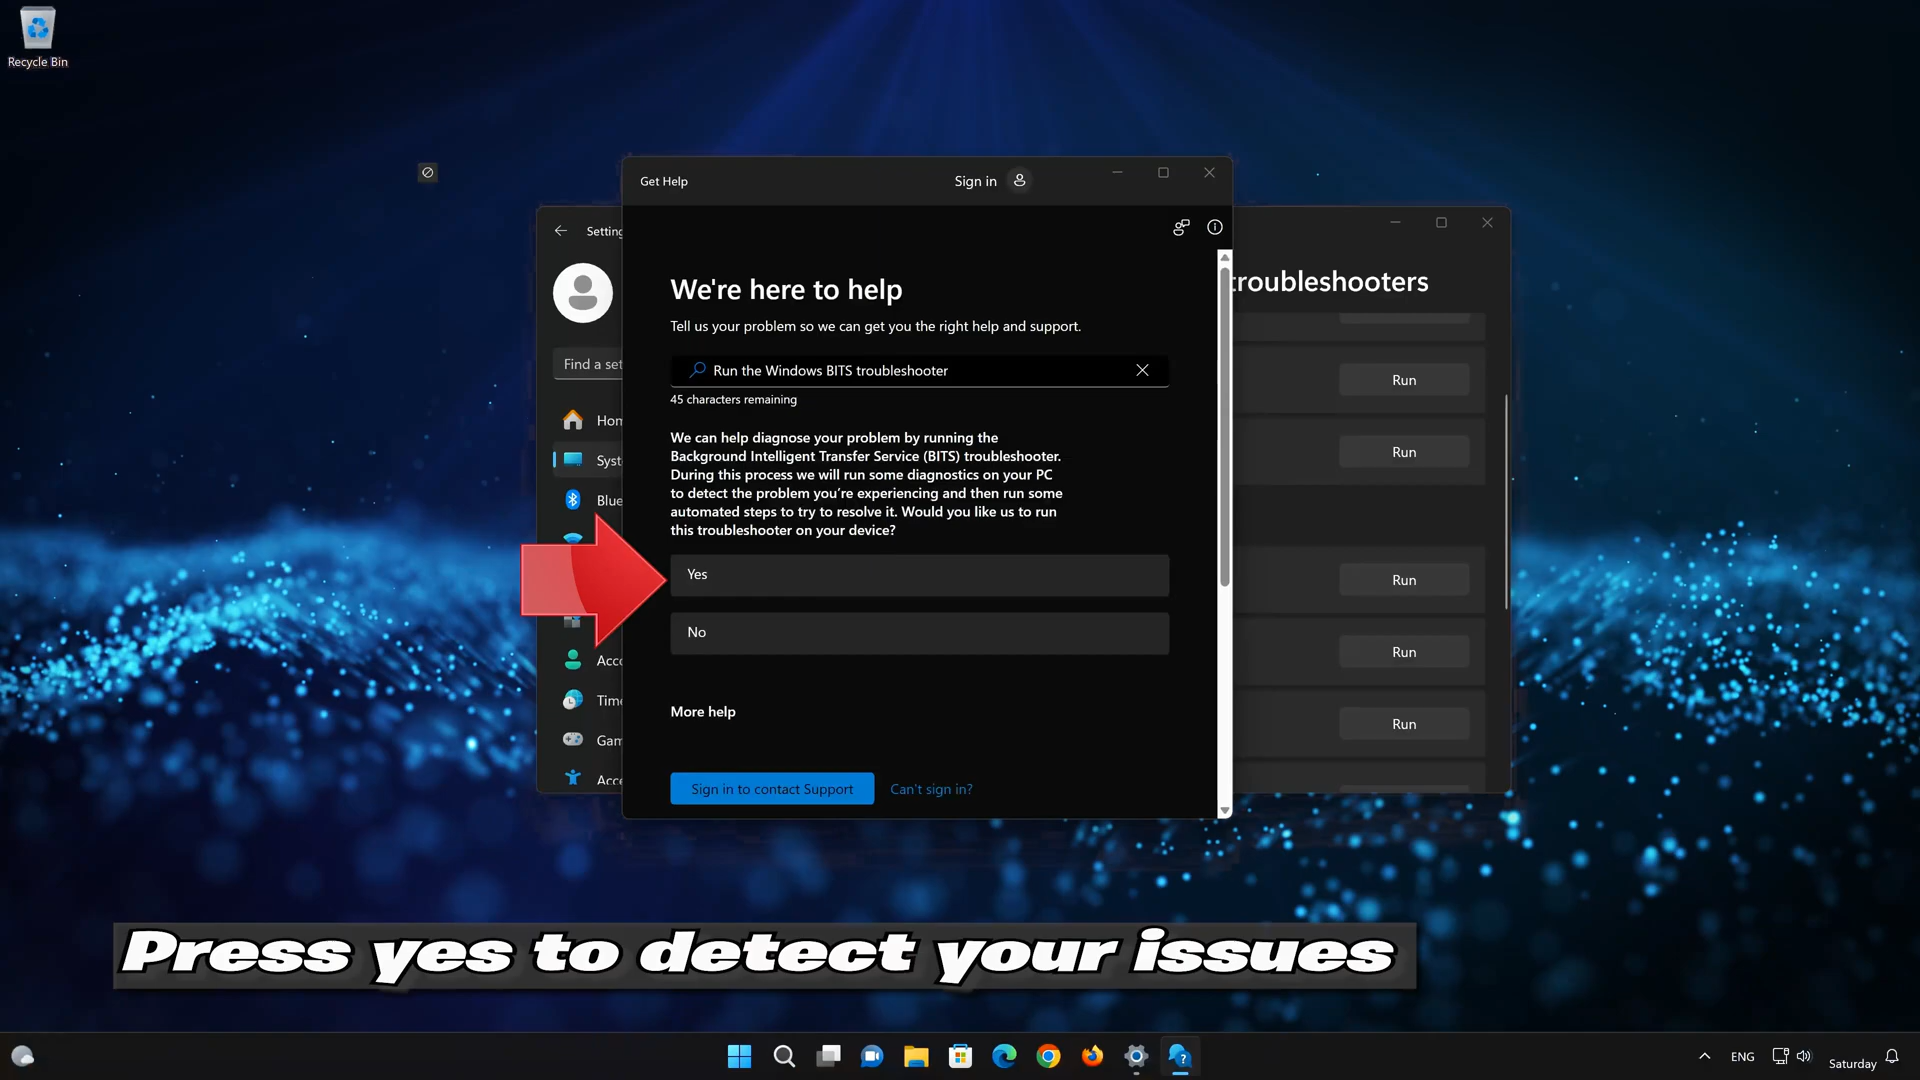 Recycle Bin
Get Help
Sign in
Setting
Find a set
Hom
Syst
Blue
Acco
Time
Gam
Acce
We're here to help
Tell us your problem so we can get you the right help and support.
Run the Windows BITS troubleshooter
45 characters remaining
We can help diagnose your problem by running the
Background Intelligent Transfer Service (BITS) troubleshooter.
During this process we will run some diagnostics on your PC
to detect the problem you're experiencing and then run some
automated steps to try to resolve it. Would you like us to run
this troubleshooter on your device?
Yes
No
More help
Sign in to contact Support
Can't sign in?
troubleshooters
Run
Run
Run
Run
Run
Press yes to detect your issues
ENG
Saturday